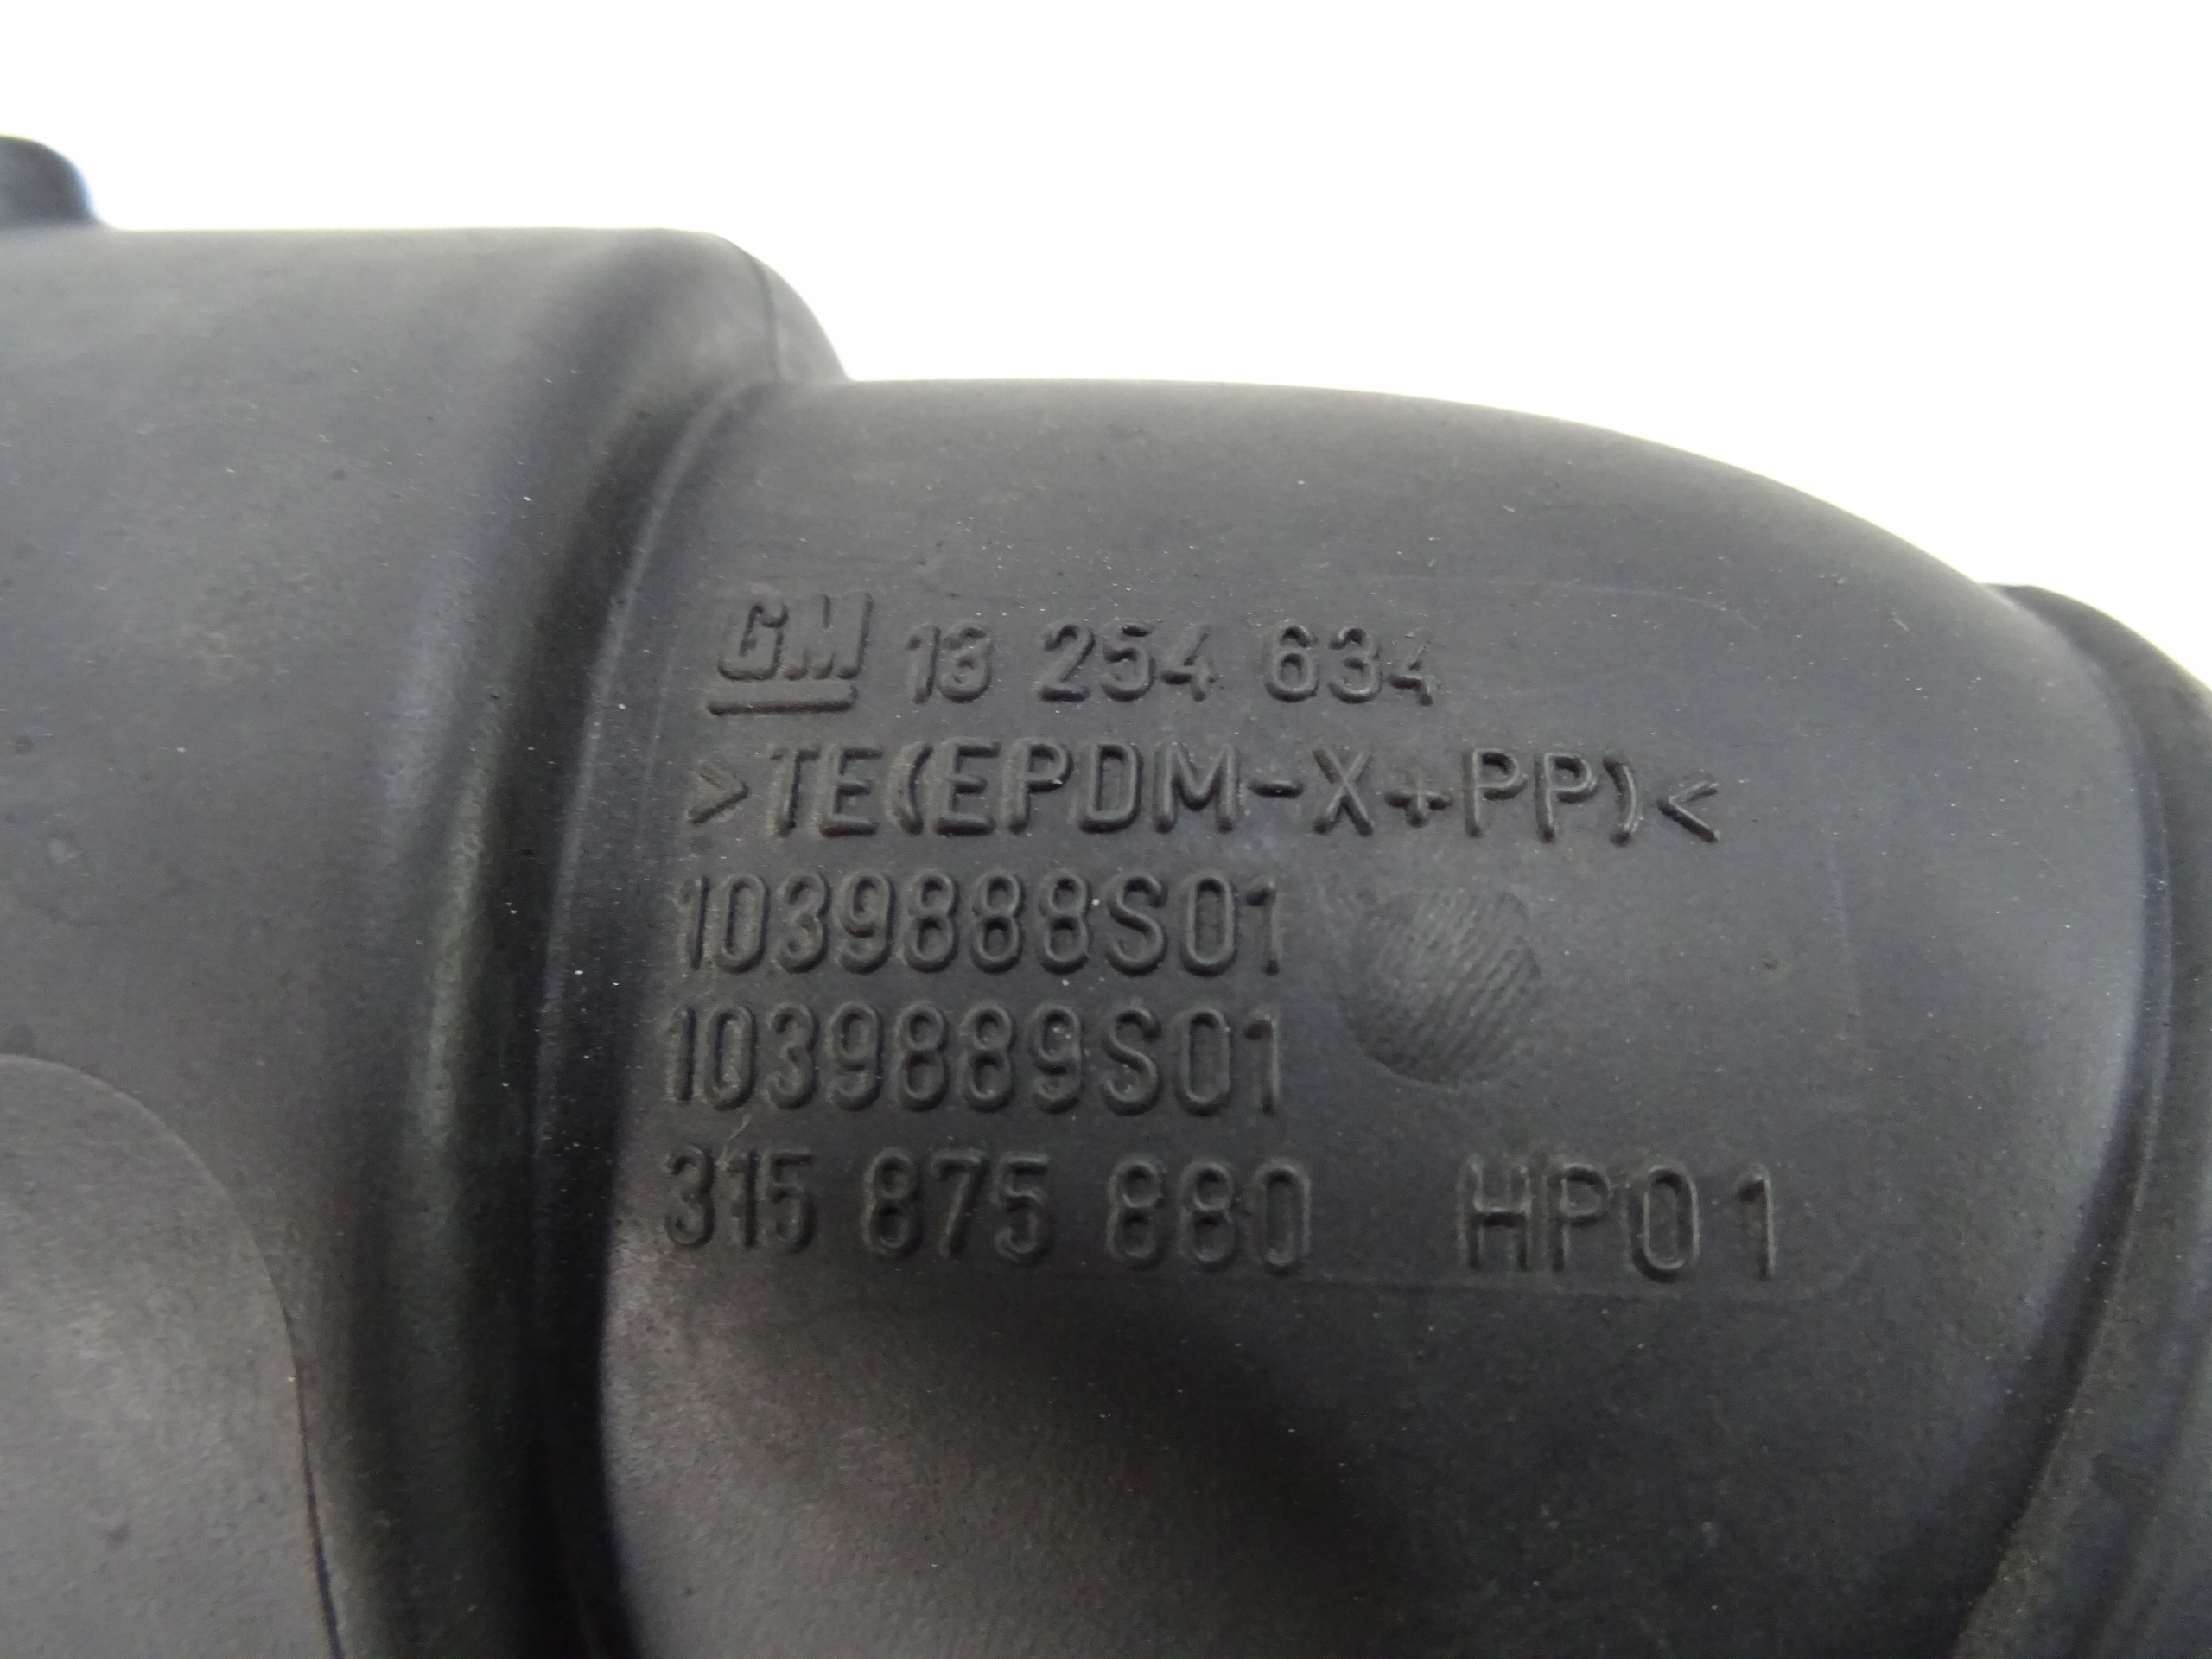 GM 13 254 634
>TE(EPDM-X+PP)<
1039888S01
1039889S01
315 875 880 HP01